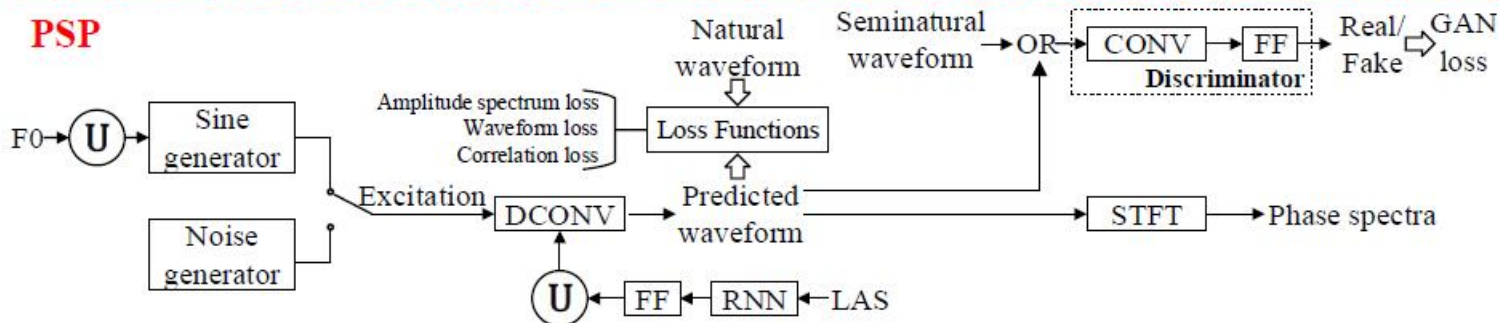 PSP
F0
U
Sine
generator
Noise
generator
Excitation
Amplitude spectrum loss
Waveform loss
Correlation loss
Natural
waveform
Loss Functions
DCONV
Predicted
waveform
U
FF
RNN
LAS
Seminatural
waveform
OR
CONV
FF
Discriminator
Real/
Fake
GAN
loss
STFT
Phase spectra